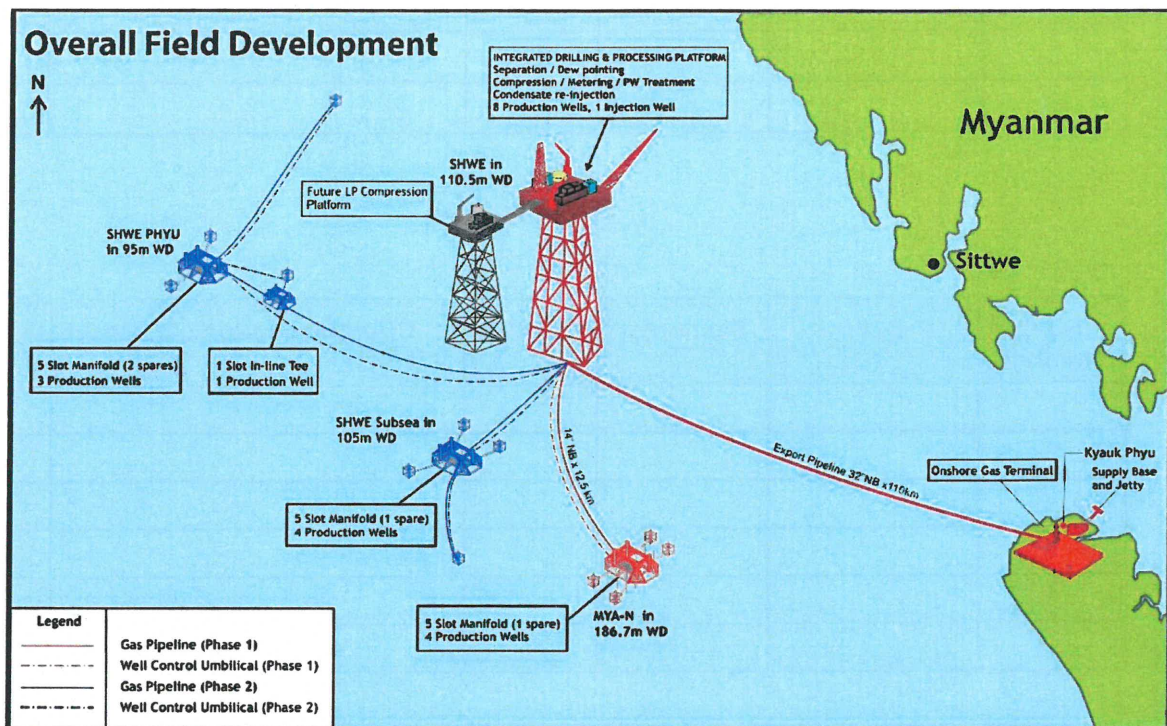 Overall Field Development
N
INTEGRATED DRILLING & PROCESSING PLATFORM
Separation / Dew pointing
Compression / Metering / PW Treatment
Condensate re-injection
8 Production Wells, 1 Injection Well
Myanmar
SHWE in
110.5m WD
Future LP Compression
Platform
SHWE PHYU
in 95m WD
Sittwe
5 Slot Manifold (2 spares)
3 Production Wells
1 Slot In-line Tee
1 Production Well
SHWE Subsea in
105m WD
14" NB x 12.5 km
Export Pipeline 32"NB x110km
Kyauk Phyu
Onshore Gas Terminal
Supply Base
and Jetty
5 Slot Manifold (1 spare)
4 Production Wells
5 Slot Manifold (1 spare)
4 Production Wells
MYA-N in
186.7m WD
Legend
Gas Pipeline (Phase 1)
Well Control Umbilical (Phase 1)
Gas Pipeline (Phase 2)
Well Control Umbilical (Phase 2)